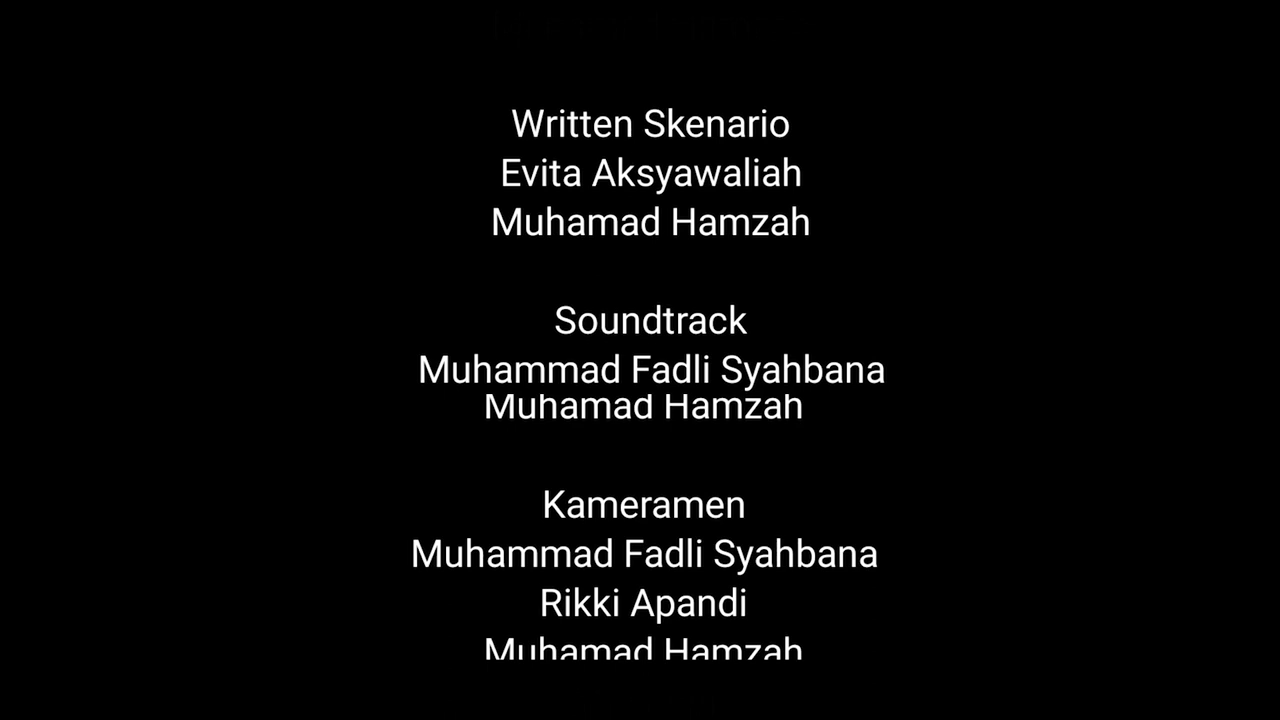 Written Skenario
Evita Aksyawaliah
Muhamad Hamzah
Soundtrack
Muhammad Fadli Syahbana
Muhamad Hamzah
Kameramen
Muhammad Fadli Syahbana
Rikki Apandi
Muhamad Hamzah